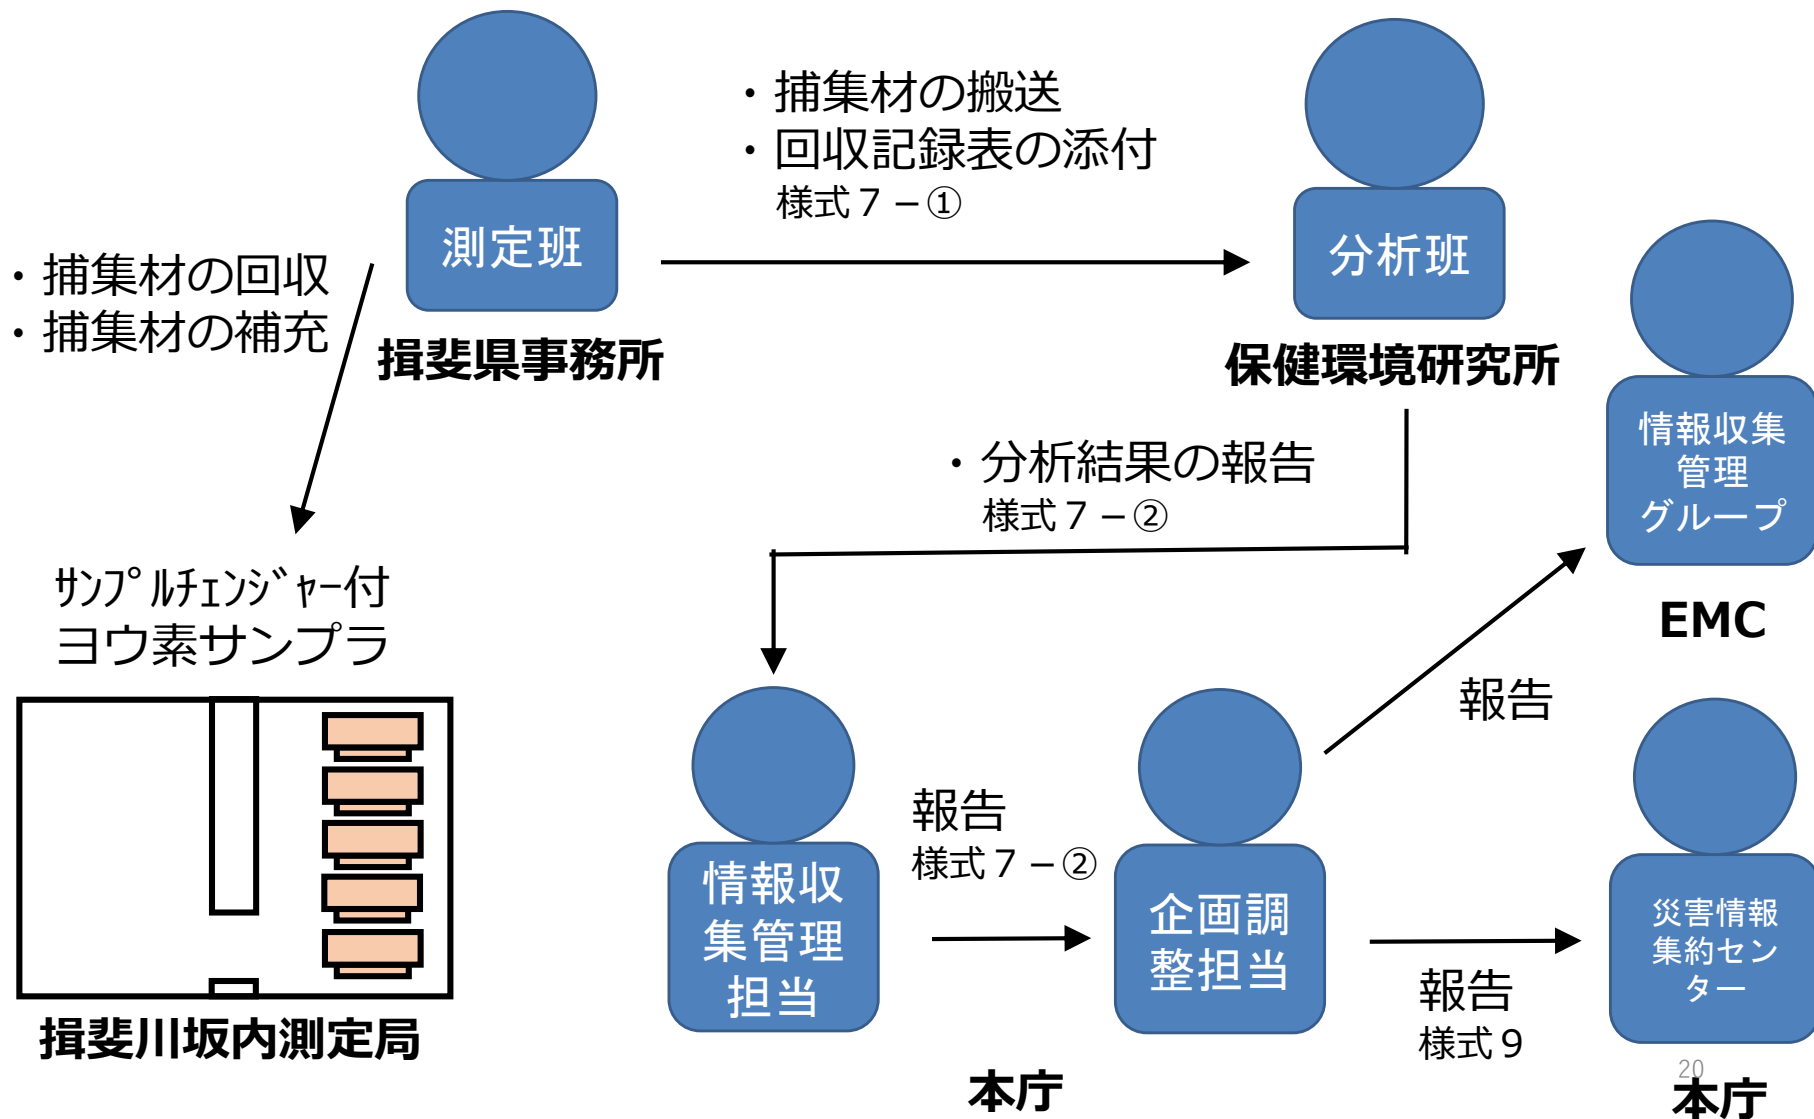 ・捕集材の搬送
・回収記録表の添付
様式７－①
測定班
分析班
・捕集材の回収
・捕集材の補充
揖斐県事務所
保健環境研究所
情報収集
管理
グループ
・分析結果の報告
様式７－②
EMC
ｻﾝﾌﾟﾙﾁｪﾝｼﾞｬｰ付
ヨウ素サンプラ
報告
報告
様式７－②
情報収
集管理
担当
企画調
整担当
災害情報
集約セン
ター
報告
様式９
揖斐川坂内測定局
本庁
20
本庁